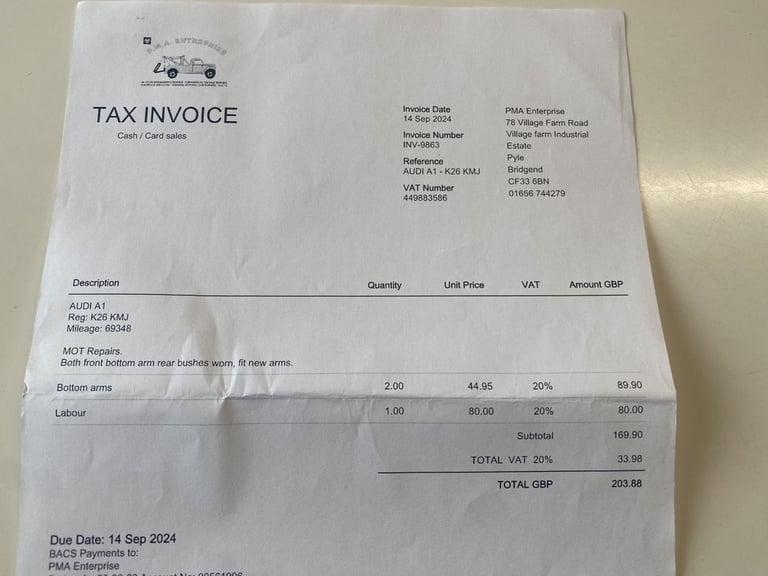 P.M.A. ENTERPRISE
TAX INVOICE
Cash / Card sales
Invoice Date
14 Sep 2024
Invoice Number
INV-9863
Reference
AUDI A1 - K26 KMJ
VAT Number
449883586
PMA Enterprise
78 Village Farm Road
Village farm Industrial
Estate
Pyle
Bridgend
CF33 6BN
01656 744279
Description Quantity Unit Price VAT Amount GBP
AUDI A1
Reg: K26 KMJ
Mileage: 69348
MOT Repairs.
Both front bottom arm rear bushes worn, fit new arms.
Bottom arms 2.00 44.95 20% 89.90
Labour 1.00 80.00 20% 80.00
Subtotal 169.90
TOTAL VAT 20% 33.98
TOTAL GBP 203.88
Due Date: 14 Sep 2024
BACS Payments to:
PMA Enterprise
Account No: